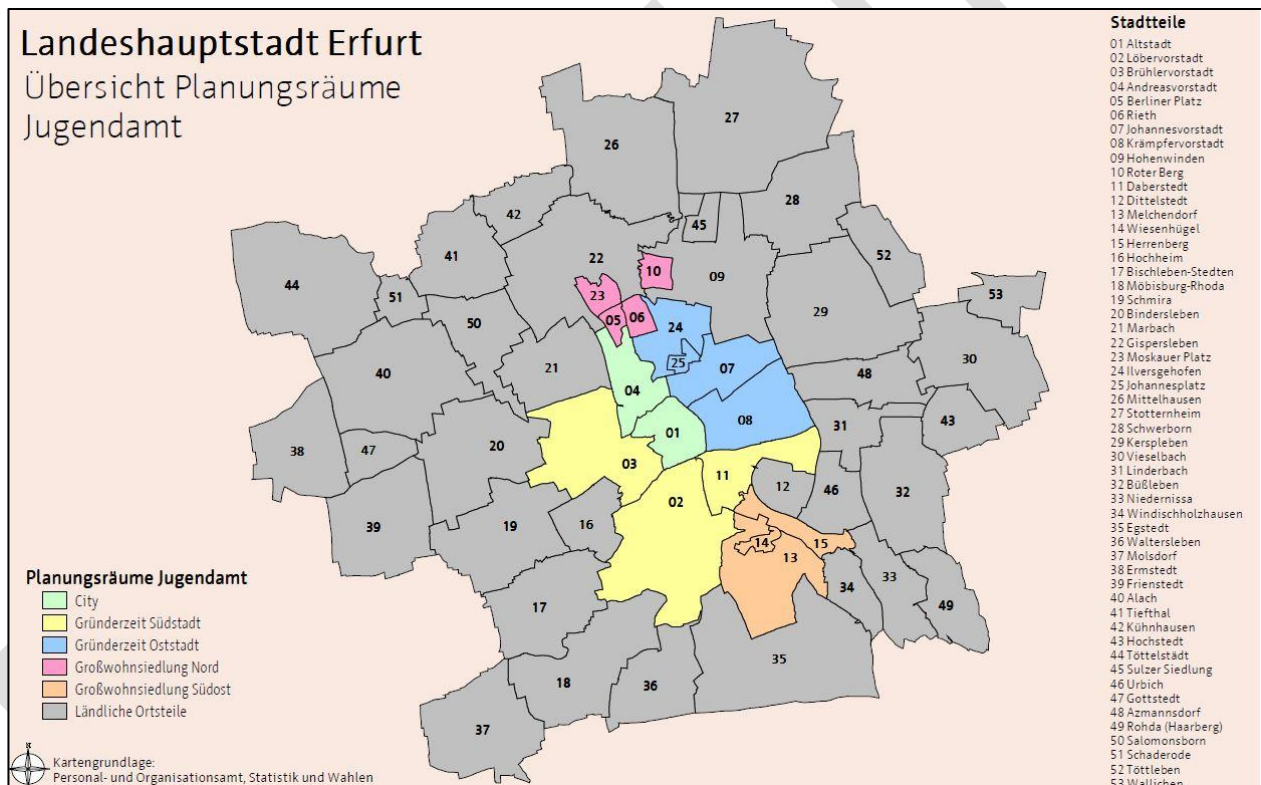 Landeshauptstadt Erfurt
Übersicht Planungsräume
Jugendamt
Stadtteile
01 Altstadt
02 Löbervorstadt
03 Brühlervorstadt
04 Andreasvorstadt
05 Berliner Platz
06 Rieth
07 Johannesvorstadt
08 Krämpfervorstadt
09 Hohenwinden
10 Roter Berg
11 Daberstedt
12 Dittelstedt
13 Melchendorf
14 Wiesenhügel
15 Herrenberg
16 Hochheim
17 Bischleben-Stedten
18 Möbisburg-Rhoda
19 Schmira
20 Bindersleben
21 Marbach
22 Gispersleben
23 Moskauer Platz
24 Ilversgehofen
25 Johannesplatz
26 Mittelhausen
27 Stotternheim
28 Schwerborn
29 Kerspleben
30 Vieselbach
31 Linderbach
32 Büßleben
33 Niedernissa
34 Windischholzhausen
35 Egstedt
36 Waltersleben
37 Molsdorf
38 Ermstedt
39 Frienstedt
40 Alach
41 Tiefthal
42 Kühnhausen
43 Hochstedt
44 Töttelstädt
45 Sulzer Siedlung
46 Urbich
47 Gottstedt
48 Azmannsdorf
49 Rohda (Haarberg)
50 Salomonsborn
51 Schaderode
52 Töttleben
53 Wallichen
27
26
28
42
45
41
52
22
10
09
44
23
53
51
05
06
24
29
50
25
30
21
07
40
48
04
08
43
01
31
38
47
20
03
11
12
46
32
02
39
19
16
14
15
13
34
33
49
17
35
18
36
37
Planungsräume Jugendamt
City
Gründerzeit Südstadt
Gründerzeit Oststadt
Großwohnsiedlung Nord
Großwohnsiedlung Südost
Ländliche Ortsteile
N
Kartengrundlage:
Personal- und Organisationsamt, Statistik und Wahlen